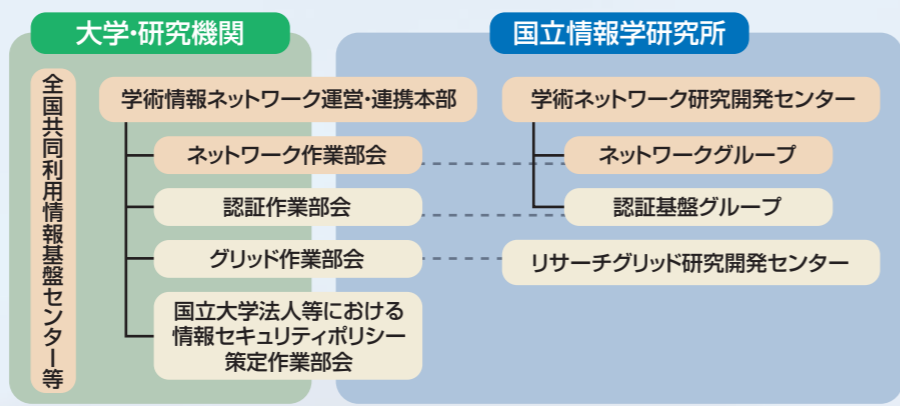 大学・研究機関
国立情報学研究所
全国共同利用情報基盤センター等
学術情報ネットワーク運営・連携本部
ネットワーク作業部会
認証作業部会
グリッド作業部会
国立大学法人等における
情報セキュリティポリシー
策定作業部会
学術ネットワーク研究開発センター
ネットワークグループ
認証基盤グループ
リサーチグリッド研究開発センター